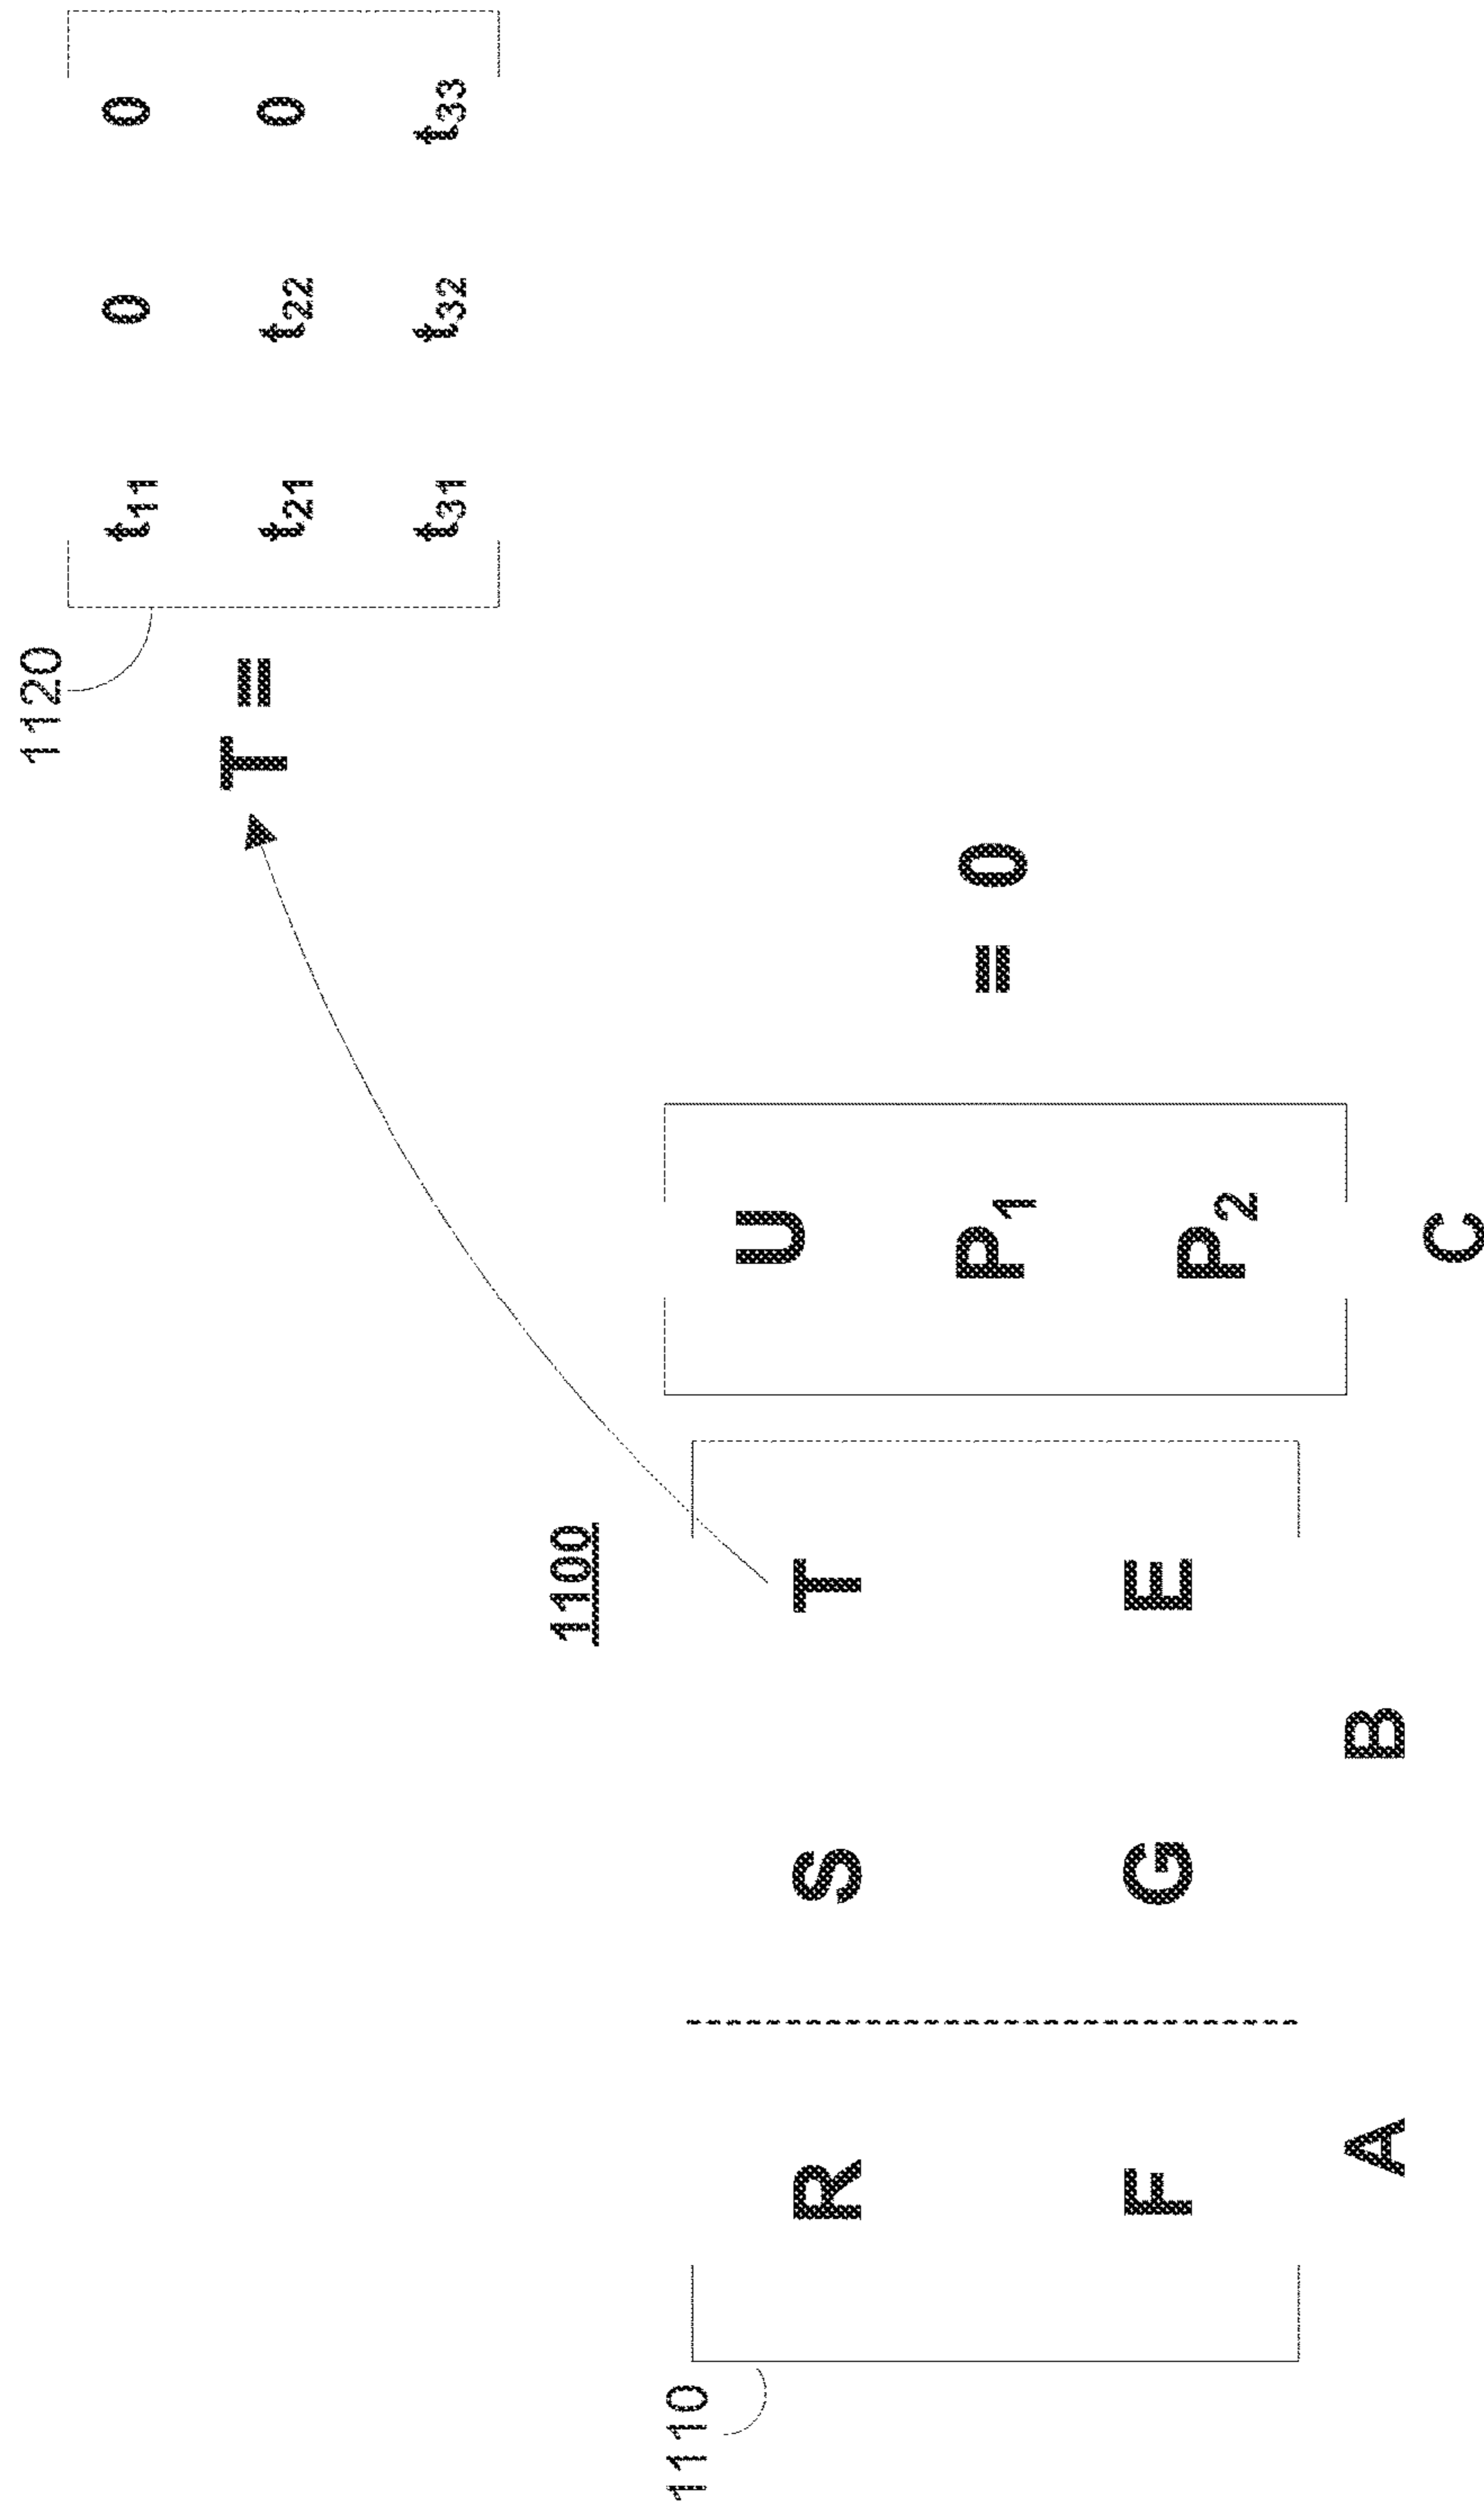 1100
1110
R S T
F G E
A B
U
P1
P2
C
= 0
1120
T =
t11 0 0
t21 t22 0
t31 t32 t33